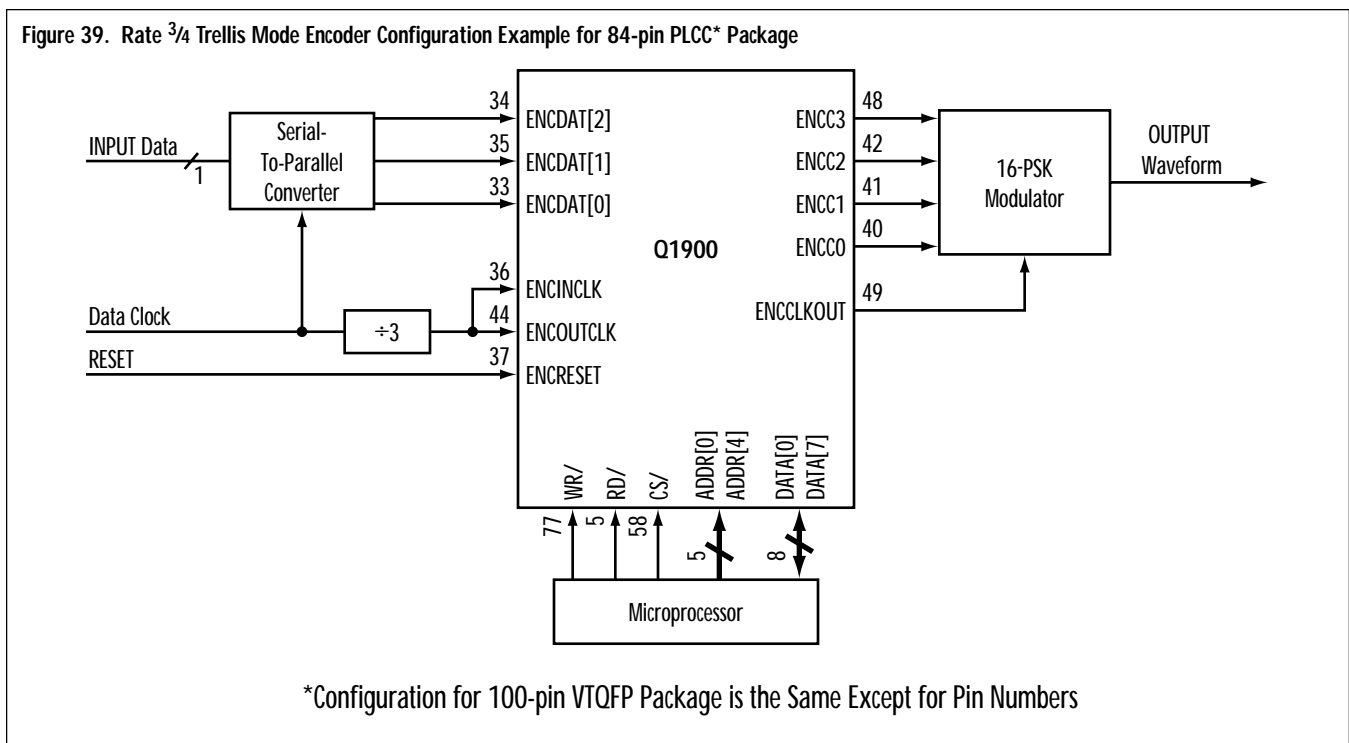 Figure 39. Rate 3/4 Trellis Mode Encoder Configuration Example for 84-pin PLCC* Package
INPUT Data
1
Serial-
To-Parallel
Converter
34
ENCDAT[2]
35
ENCDAT[1]
33
ENCDAT[0]
36
ENCINCLK
Data Clock
÷3
44
ENCOUTCLK
RESET
37
ENCRESET
Q1900
ENCC3
48
ENCC2
42
ENCC1
41
ENCC0
40
ENCCLKOUT
49
16-PSK
Modulator
OUTPUT
Waveform
WR/
RD/
CS/
ADDR[0]
ADDR[4]
DATA[0]
DATA[7]
77
5
58
5
8
Microprocessor
*Configuration for 100-pin VTQFP Package is the Same Except for Pin Numbers